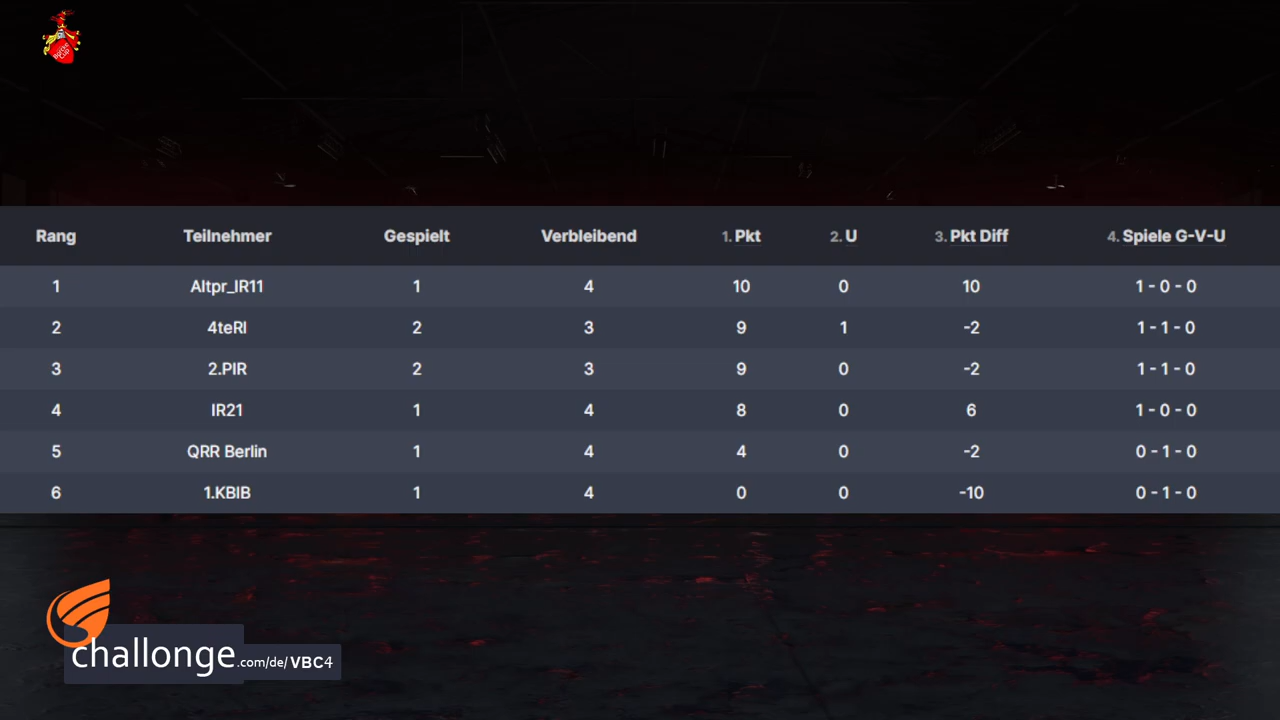 Rang Teilnehmer Gespielt Verbleibend 1. Pkt 2. U 3. Pkt Diff 4. Spiele G-V-U
1 Altpr_IR11 1 4 10 0 10 1 - 0 - 0
2 4teRI 2 3 9 1 -2 1 - 1 - 0
3 2.PIR 2 3 9 0 -2 1 - 1 - 0
4 IR21 1 4 8 0 6 1 - 0 - 0
5 QRR Berlin 1 4 4 0 -2 0 - 1 - 0
6 1.KBIB 1 4 0 0 -10 0 - 1 - 0
challonge.com/de/VBC4